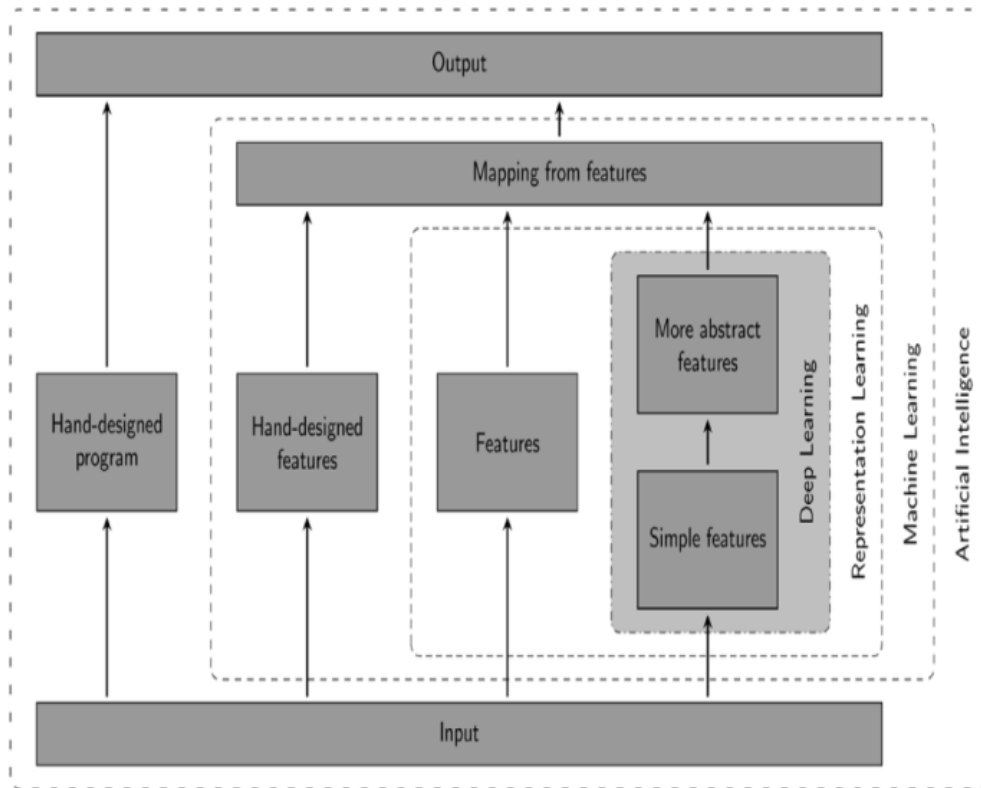 Output
Mapping from features
Hand-designed
program
Hand-designed
features
Features
More abstract
features
Simple features
Deep Learning
Representation Learning
Machine Learning
Artificial Intelligence
Input